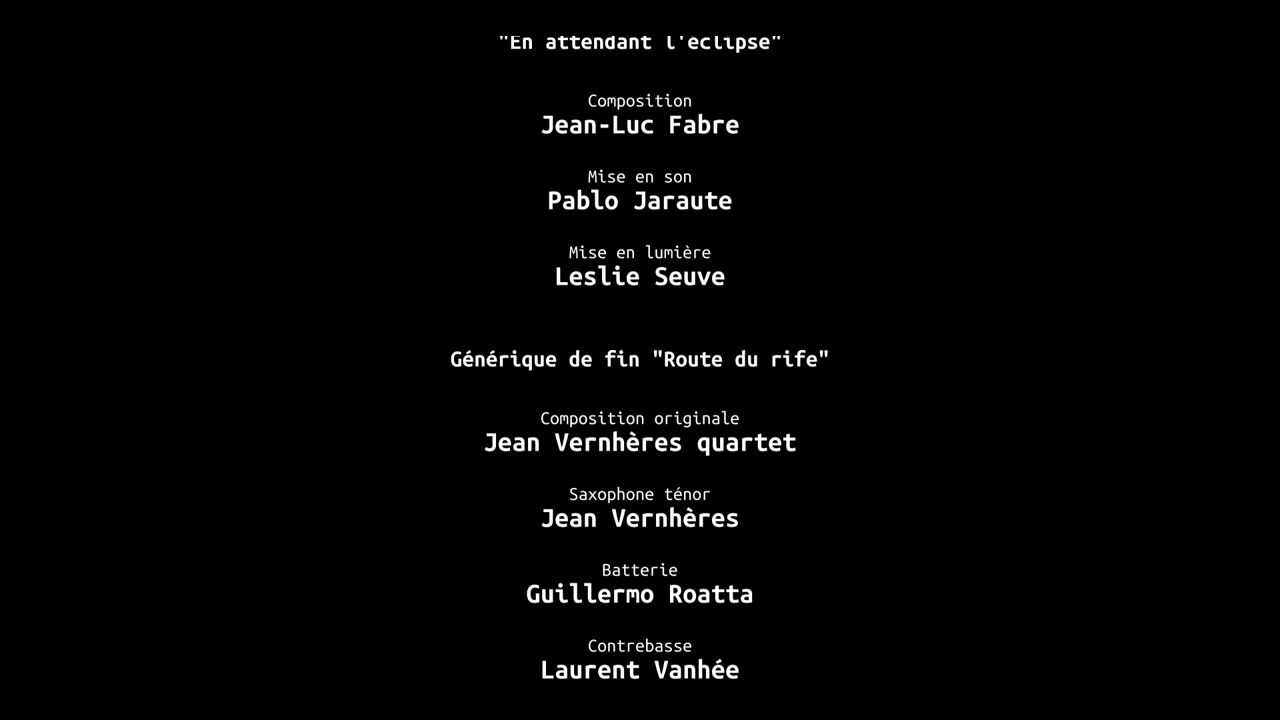 "En attendant l'éclipse"
Composition
Jean-Luc Fabre
Mise en son
Pablo Jaraute
Mise en lumière
Leslie Seuve
Générique de fin "Route du rife"
Composition originale
Jean Vernhères quartet
Saxophone ténor
Jean Vernhères
Batterie
Guillermo Roatta
Contrebasse
Laurent Vanhée